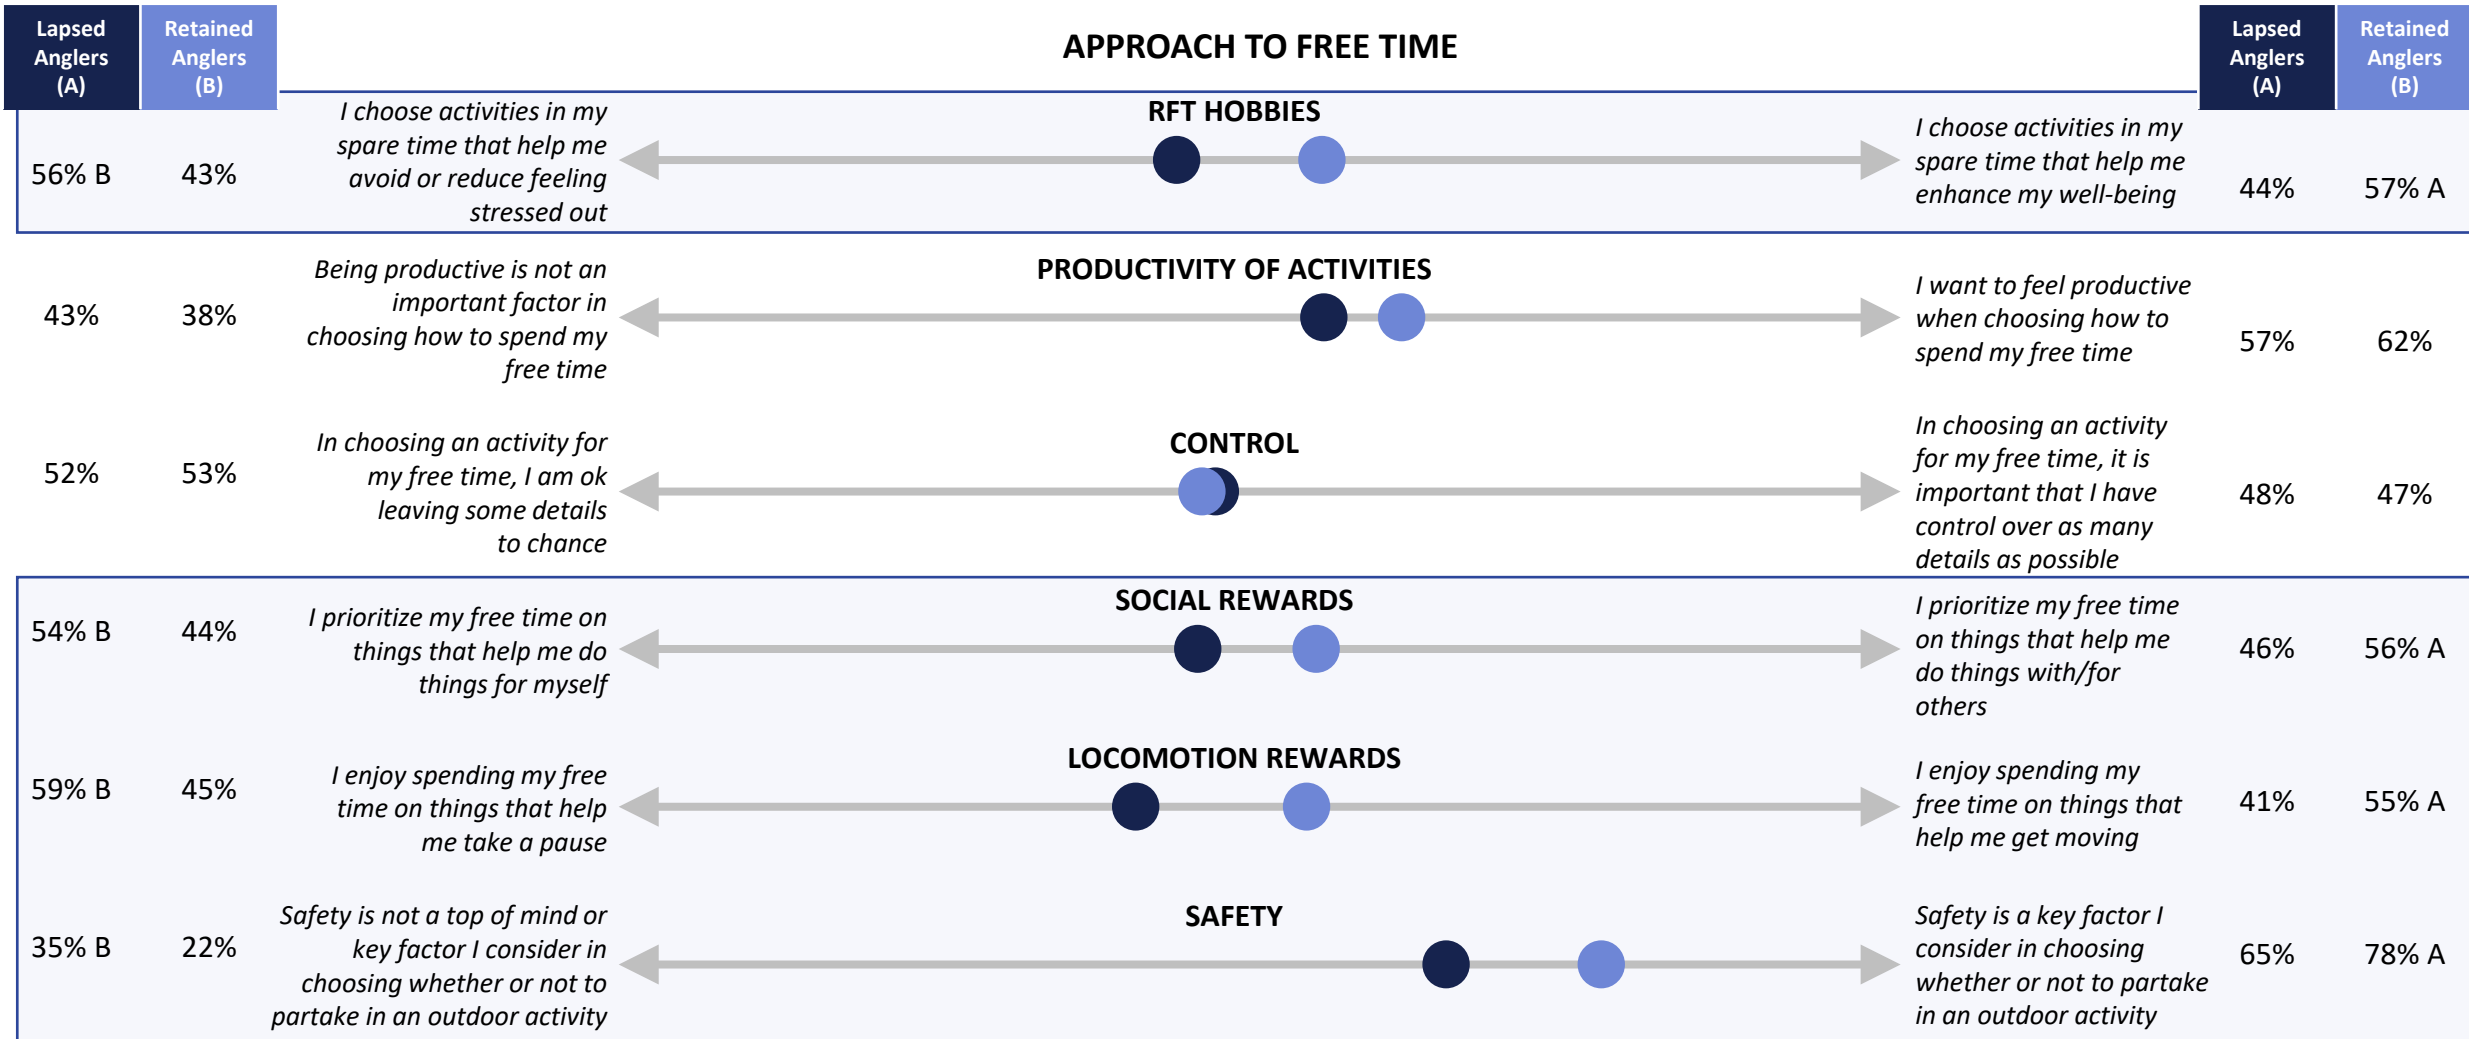 Lapsed
Anglers
(A)
Retained
Anglers
(B)
APPROACH TO FREE TIME
Lapsed
Anglers
(A)
Retained
Anglers
(B)
RFT HOBBIES
56% B
43%
I choose activities in my
spare time that help me
avoid or reduce feeling
stressed out
I choose activities in my
spare time that help me
enhance my well-being
44%
57% A
PRODUCTIVITY OF ACTIVITIES
43%
38%
Being productive is not an
important factor in
choosing how to spend my
free time
I want to feel productive
when choosing how to
spend my free time
57%
62%
CONTROL
52%
53%
In choosing an activity for
my free time, I am ok
leaving some details
to chance
In choosing an activity
for my free time, it is
important that I have
control over as many
details as possible
48%
47%
SOCIAL REWARDS
54% B
44%
I prioritize my free time on
things that help me do
things for myself
I prioritize my free time
on things that help me
do things with/for
others
46%
56% A
LOCOMOTION REWARDS
59% B
45%
I enjoy spending my free
time on things that help
me take a pause
I enjoy spending my
free time on things that
help me get moving
41%
55% A
SAFETY
35% B
22%
Safety is not a top of mind or
key factor I consider in
choosing whether or not to
partake in an outdoor activity
Safety is a key factor I
consider in choosing
whether or not to partake
in an outdoor activity
65%
78% A